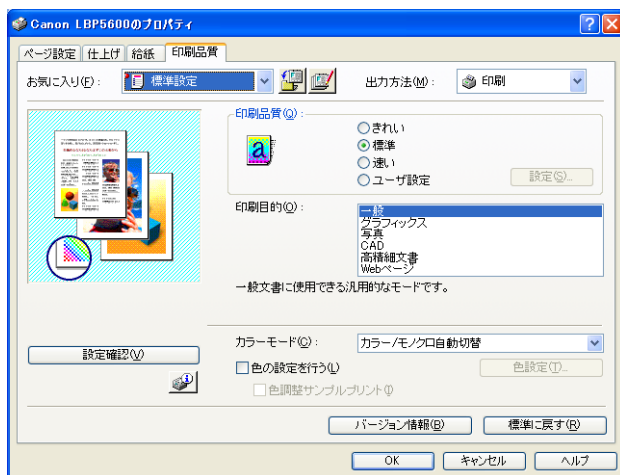 Canon LBP5600のプロパティ
ページ設定 仕上げ 給紙 印刷品質
お気に入り(F): 標準設定 出力方法(M): 印刷
印刷品質(Q):
きれい
標準
速い
ユーザ設定 設定(S)...
印刷目的(O):
一般
グラフィックス
写真
CAD
高精細文書
Webページ
一般文書に使用できる汎用的なモードです。
カラーモード(C): カラー/モノクロ自動切替
設定確認(V)
色の設定を行う(L) 色設定(T)...
色調整サンプルプリント(I)
バージョン情報(B) 標準に戻す(R)
OK キャンセル ヘルプ